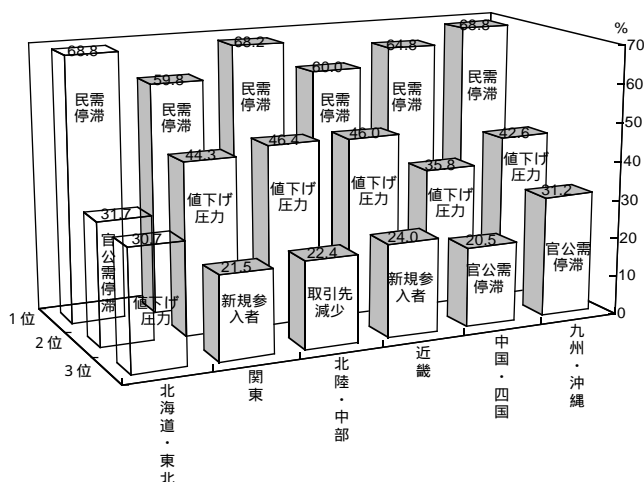 %
70
60
50
40
30
20
10
0
68.8
民需
停滞
59.8
民需
停滞
68.2
民需
停滞
60.0
民需
停滞
64.8
民需
停滞
68.8
民需
停滞
31.7
官公需停滞
44.3
値下げ
圧力
46.4
値下げ
圧力
46.0
値下げ
圧力
35.8
値下げ
圧力
42.6
値下げ
圧力
30.7
値下げ
圧力
21.5
新規参
入者
22.4
取引先
減少
24.0
新規参
入者
20.5
官公需
停滞
31.2
官公需
停滞
1位
2位
3位
北海道・東北
関東
北陸・中部
近畿
中国・四国
九州・沖縄